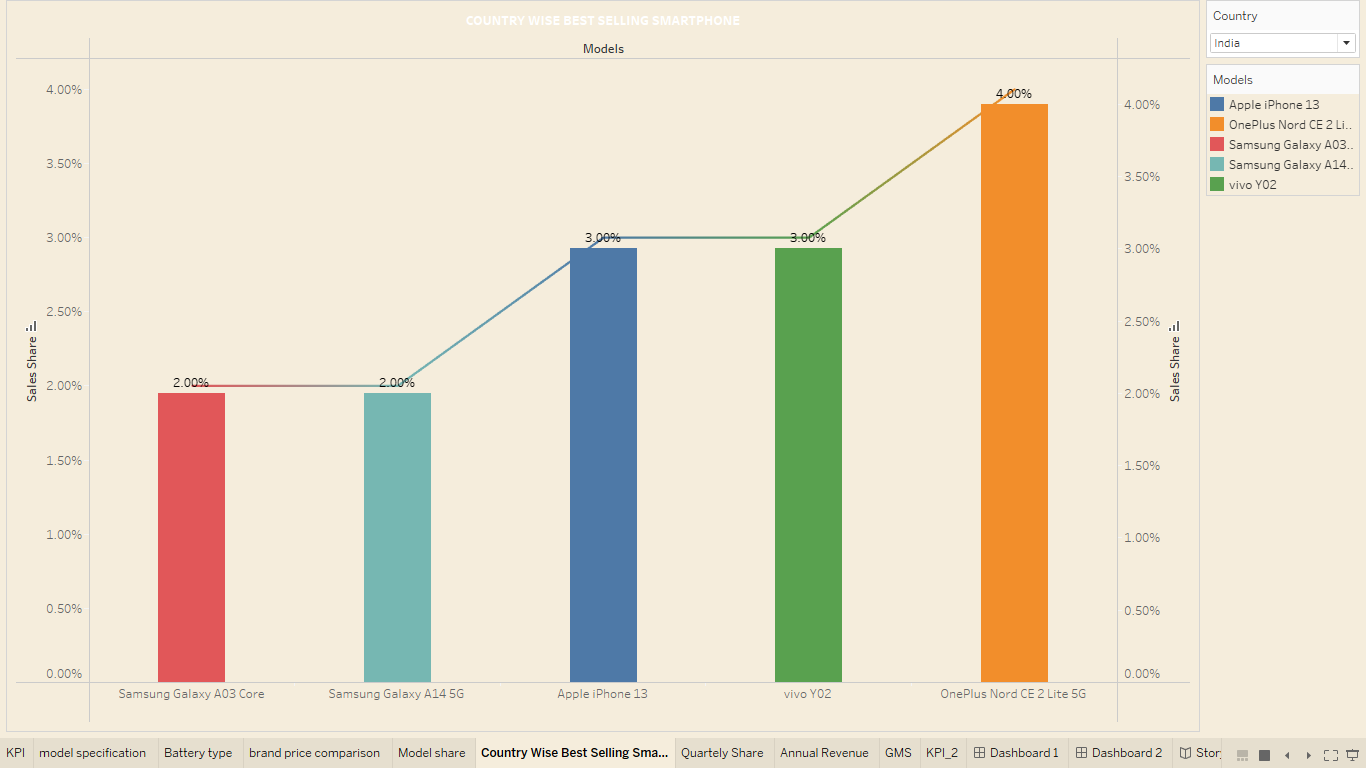 COUNTRY WISE BEST SELLING SMARTPHONE
Models
4.00%
3.50%
3.00%
2.50%
2.00%
1.50%
1.00%
0.50%
0.00%
Sales Share
2.00%
2.00%
3.00%
3.00%
4.00%
4.00%
3.50%
3.00%
2.50%
2.00%
1.50%
1.00%
0.50%
0.00%
Sales Share
Samsung Galaxy A03 Core
Samsung Galaxy A14 5G
Apple iPhone 13
vivo Y02
OnePlus Nord CE 2 Lite 5G
Country
India
Models
Apple iPhone 13
OnePlus Nord CE 2 Li..
Samsung Galaxy A03..
Samsung Galaxy A14..
vivo Y02
KPI model specification Battery type brand price comparison Model share Country Wise Best Selling Sma... Quartely Share Annual Revenue GMS KPI_2 Dashboard 1 Dashboard 2 Stor